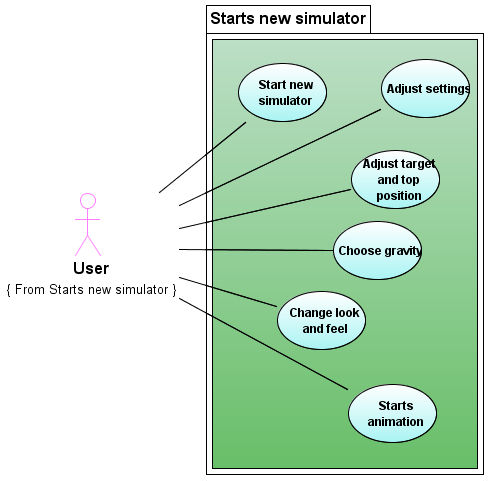 Starts new simulator
Start new
simulator
Adjust settings
Adjust target
and top
position
Choose gravity
User
{ From Starts new simulator }
Change look
and feel
Starts
animation